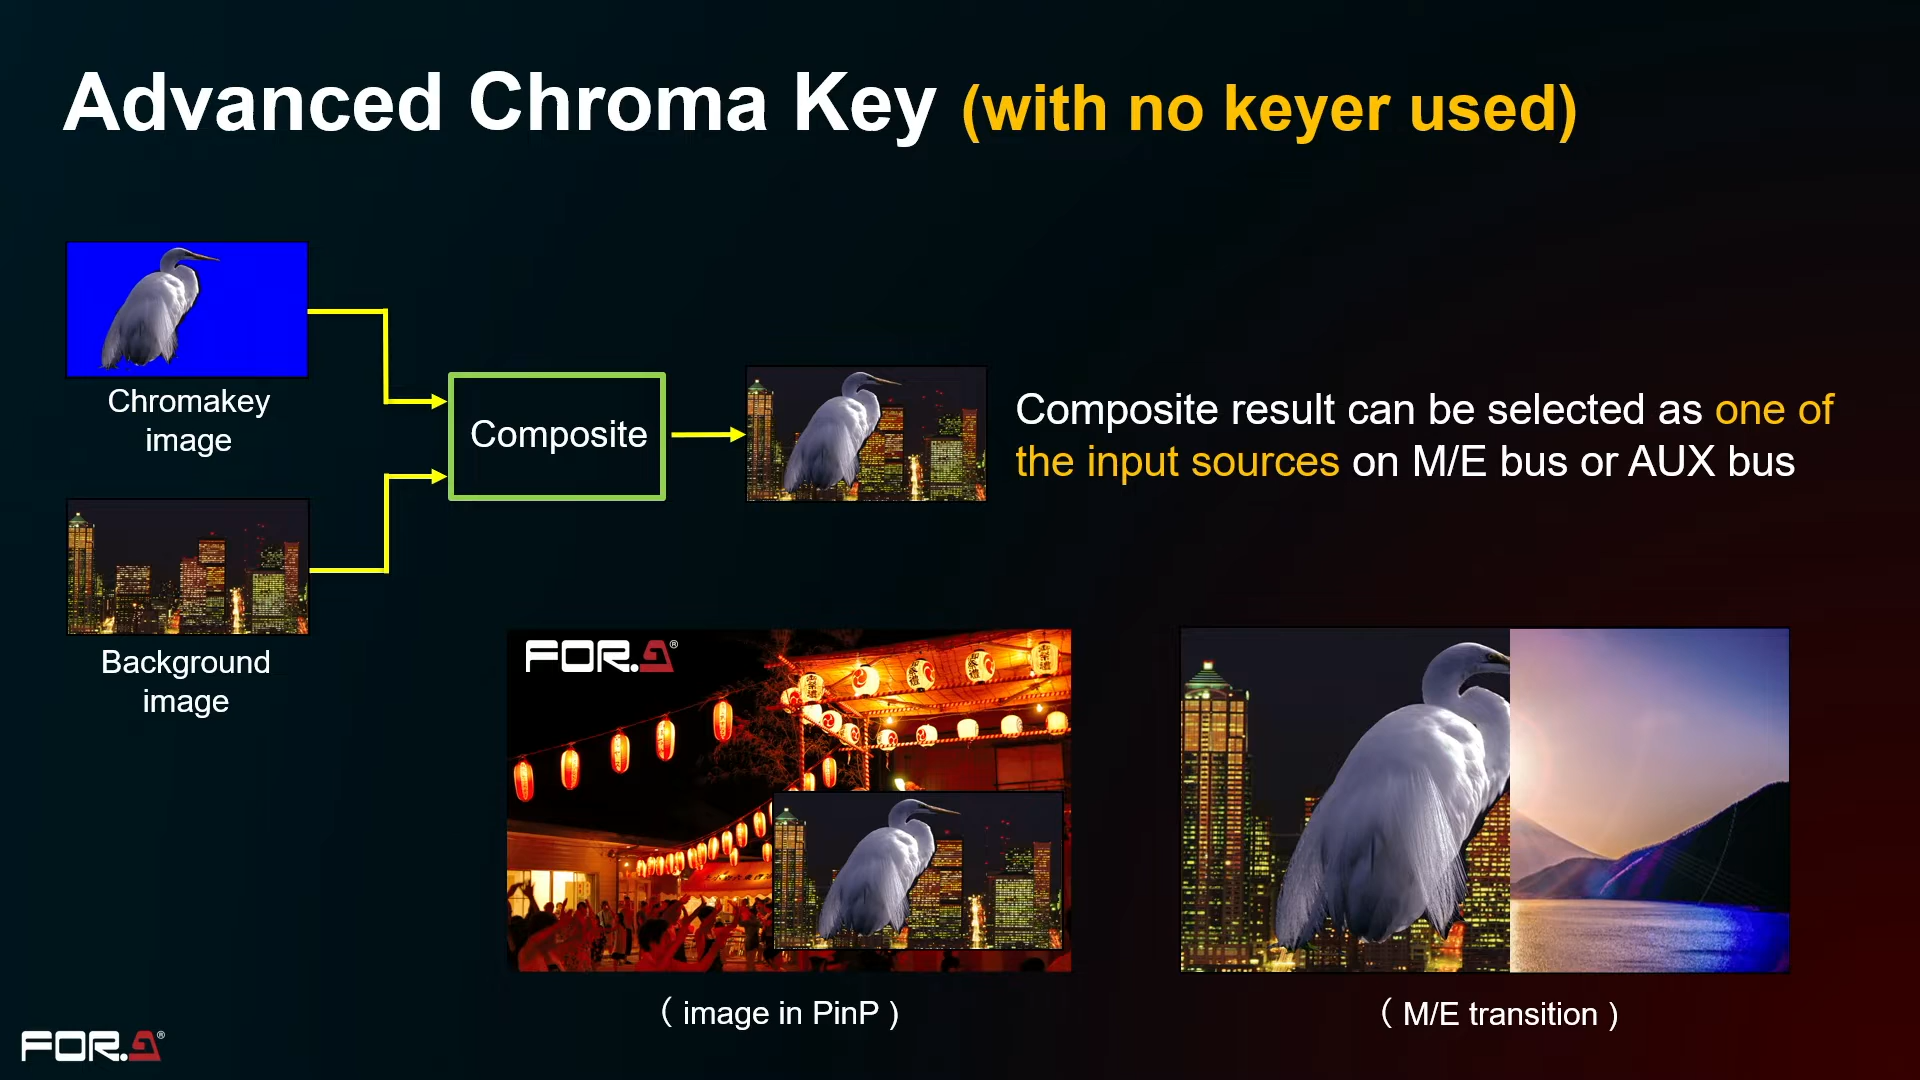 Advanced Chroma Key (with no keyer used)
Chromakey
image
Composite
Composite result can be selected as one of
the input sources on M/E bus or AUX bus
Background
image
FOR.A®
( image in PinP )
( M/E transition )
FOR.A®